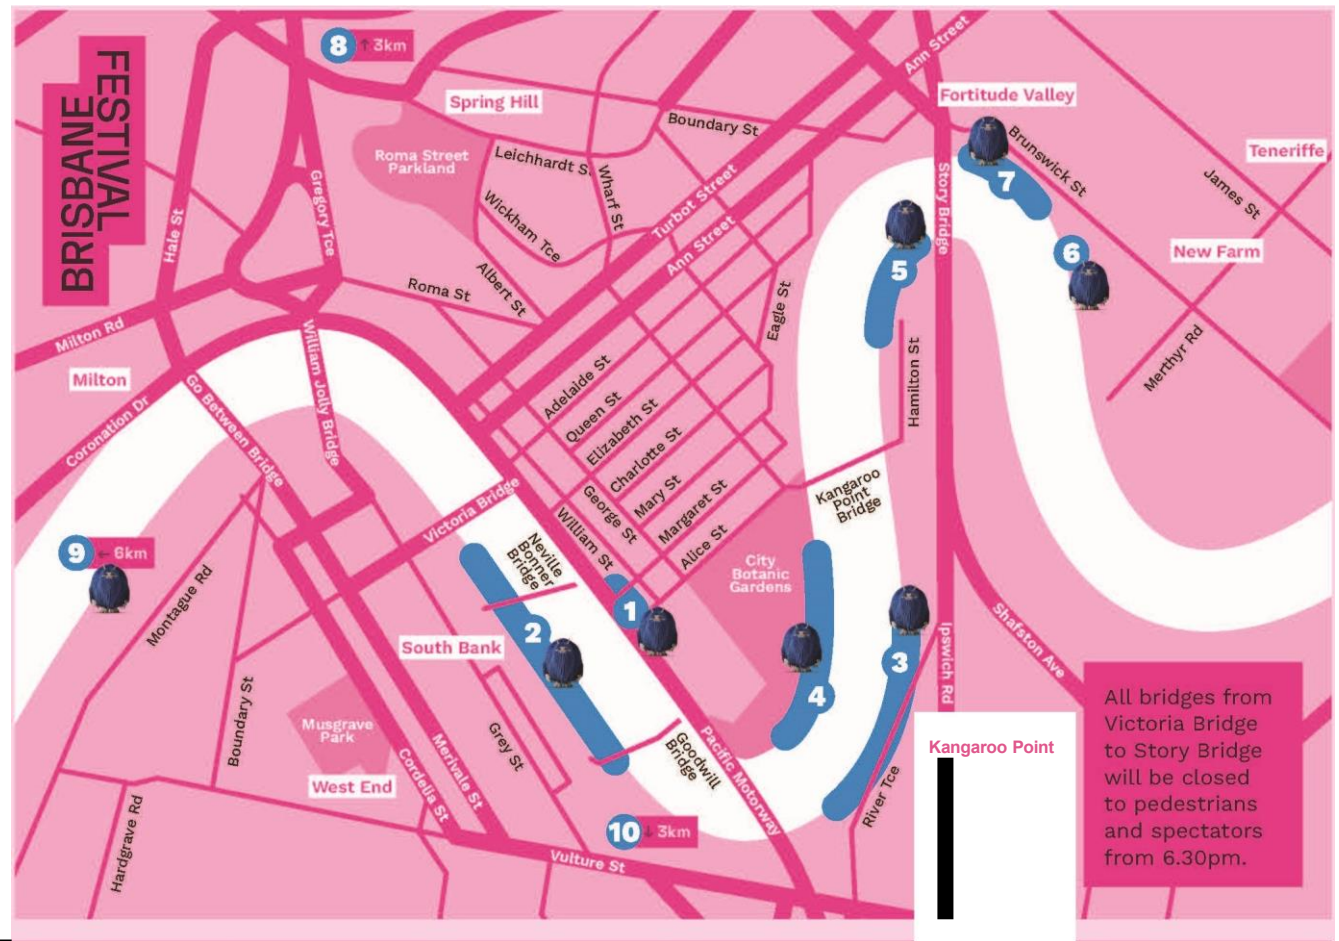 FESTIVAL
BRISBANE
8 ↑ 3km
Spring Hill
Boundary St
Ann Street
Fortitude Valley
Roma Street
Parkland
Leichhardt S
Wharf St
Wickham Tce
Turbot Street
Ann Street
Albert St
Roma St
Hale St
Gregory Tce
Milton Rd
Milton
Coronation Dr
Go Between Bridge
William Jolly Bridge
Victoria Bridge
Story Bridge
7
Brunswick St
Teneriffe
James St
New Farm
Merthyr Rd
6
5
Eagle St
Hamilton St
Adelaide St
Queen St
Elizabeth St
Charlotte St
Mary St
Margaret St
Alice St
George St
William St
Kangaroo
Point
Bridge
City
Botanic
Gardens
Neville
Bonner
Bridge
1
2
3
4
9 ← 6km
Montague Rd
Boundary St
South Bank
Musgrave
Park
West End
Grey St
Merivale St
Cordelia St
Hardgrave Rd
Vulture St
10 ↓ 3km
Goodwill
Bridge
Pacific Motorway
River Tce
Ipswich Rd
Shafston Ave
Kangaroo Point
All bridges from
Victoria Bridge
to Story Bridge
will be closed
to pedestrians
and spectators
from 6.30pm.